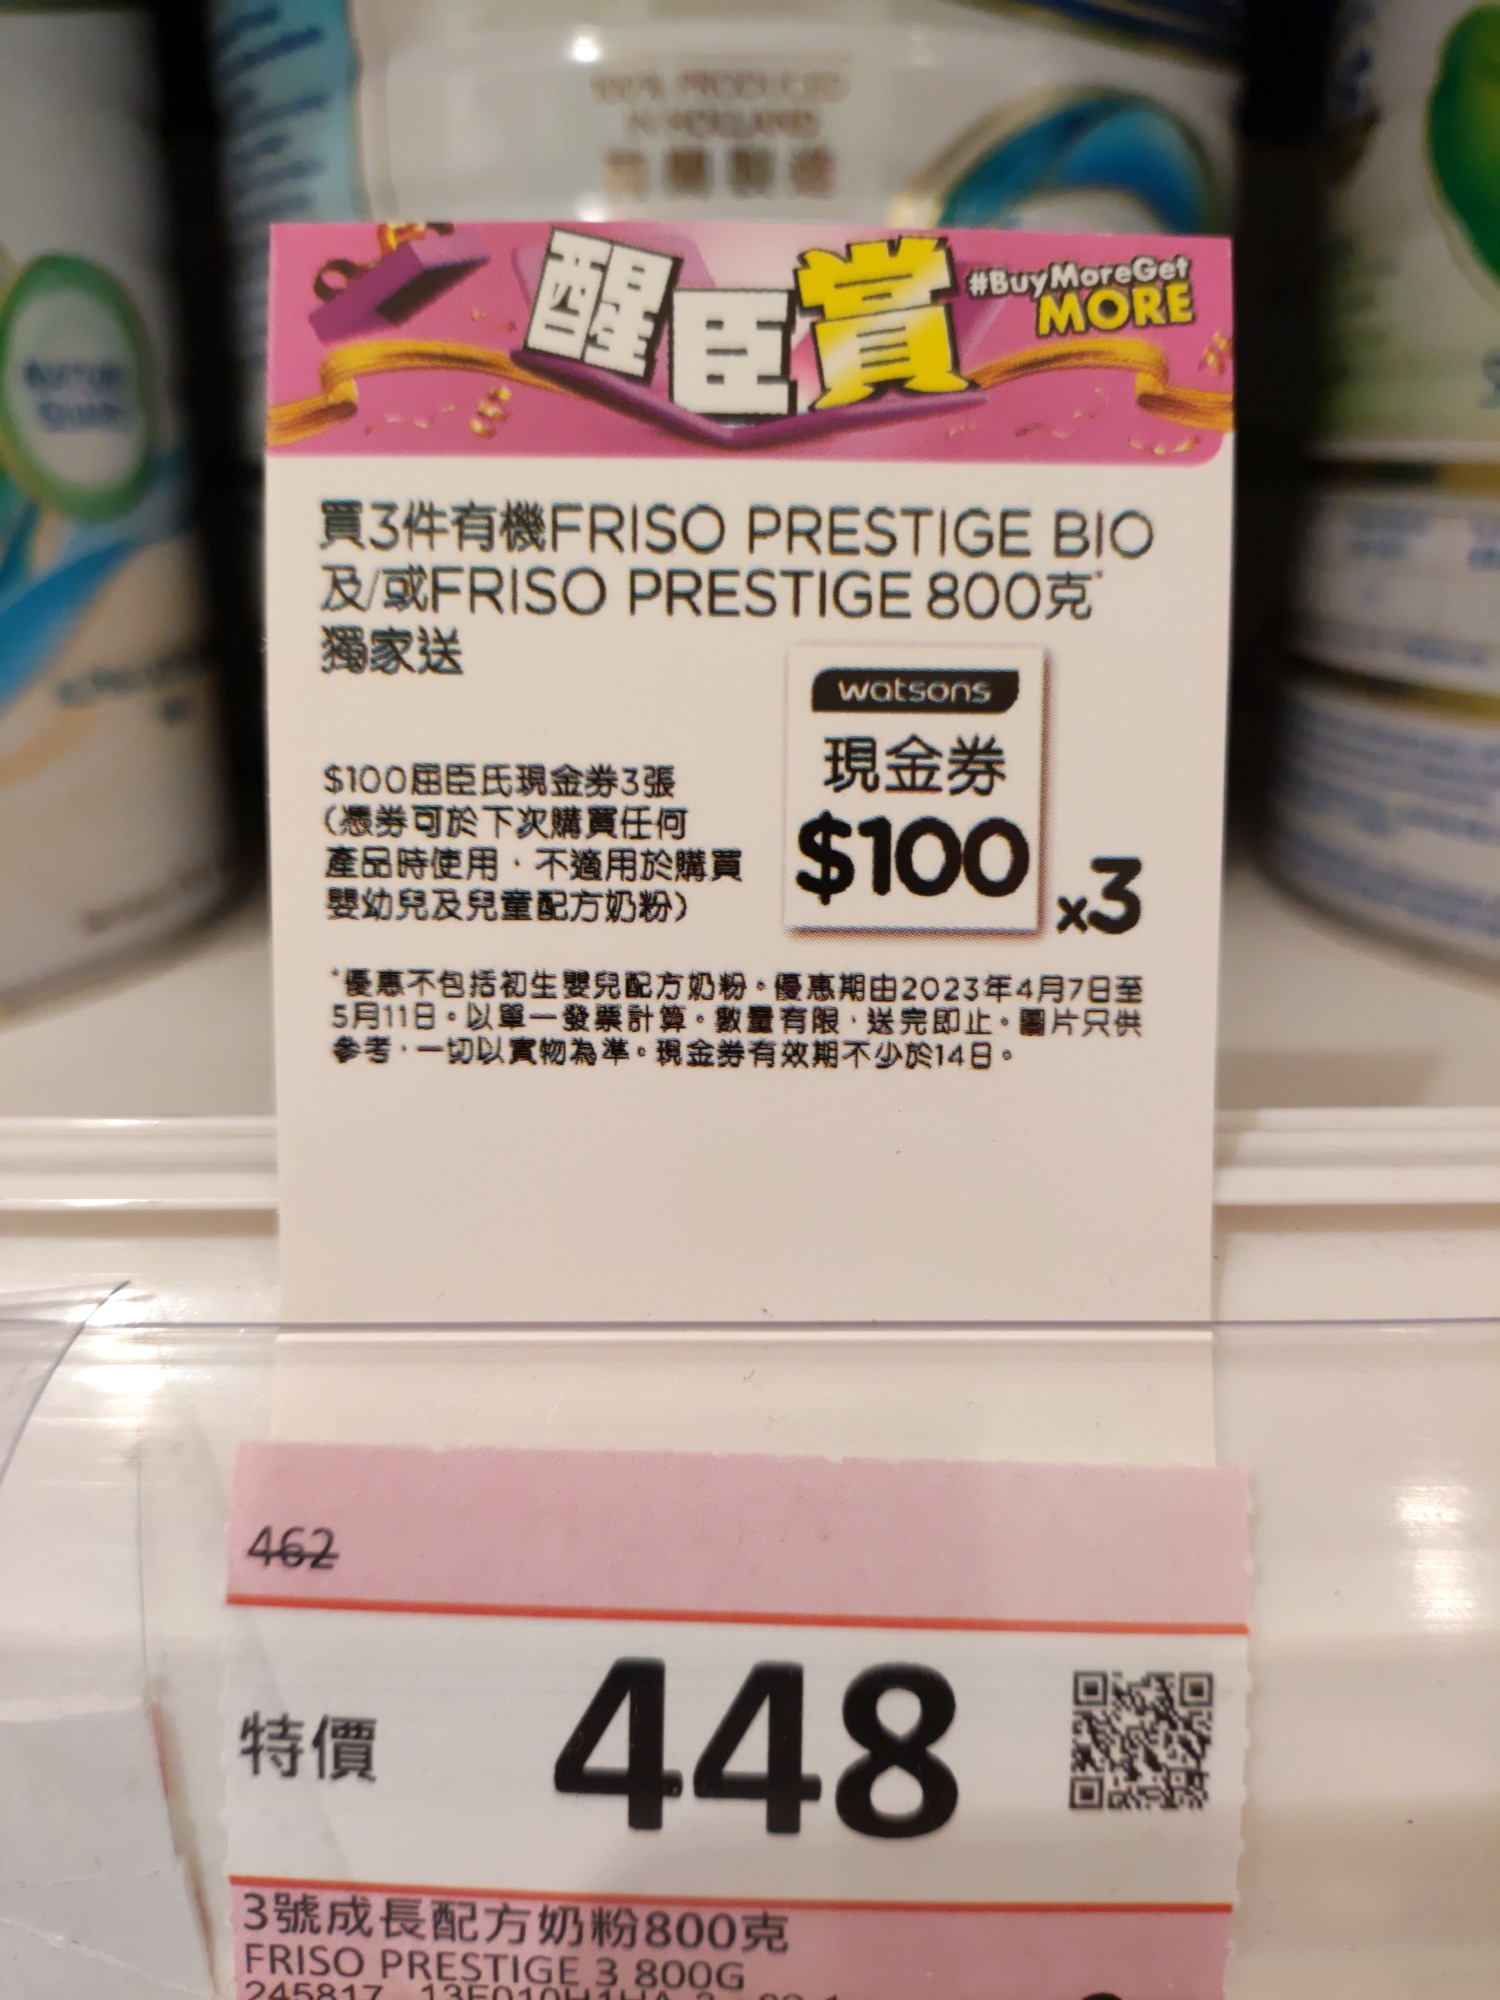 100% PRODUCED
IN HOLLAND
荷蘭製造
醒臣賞
#BuyMoreGet
MORE
買3件有機FRISO PRESTIGE BIO
及/或FRISO PRESTIGE 800克*
獨家送
watsons
現金券
$100 x3
$100屈臣氏現金券3張
(憑券可於下次購買任何
產品時使用，不適用於購買
嬰幼兒及兒童配方奶粉)
*優惠不包括初生嬰兒配方奶粉。優惠期由2023年4月7日至
5月11日。以單一發票計算。數量有限，送完即止。圖片只供
參考，一切以實物為準。現金券有效期不少於14日。
462
特價 448
3號成長配方奶粉800克
FRISO PRESTIGE 3 800G
245817